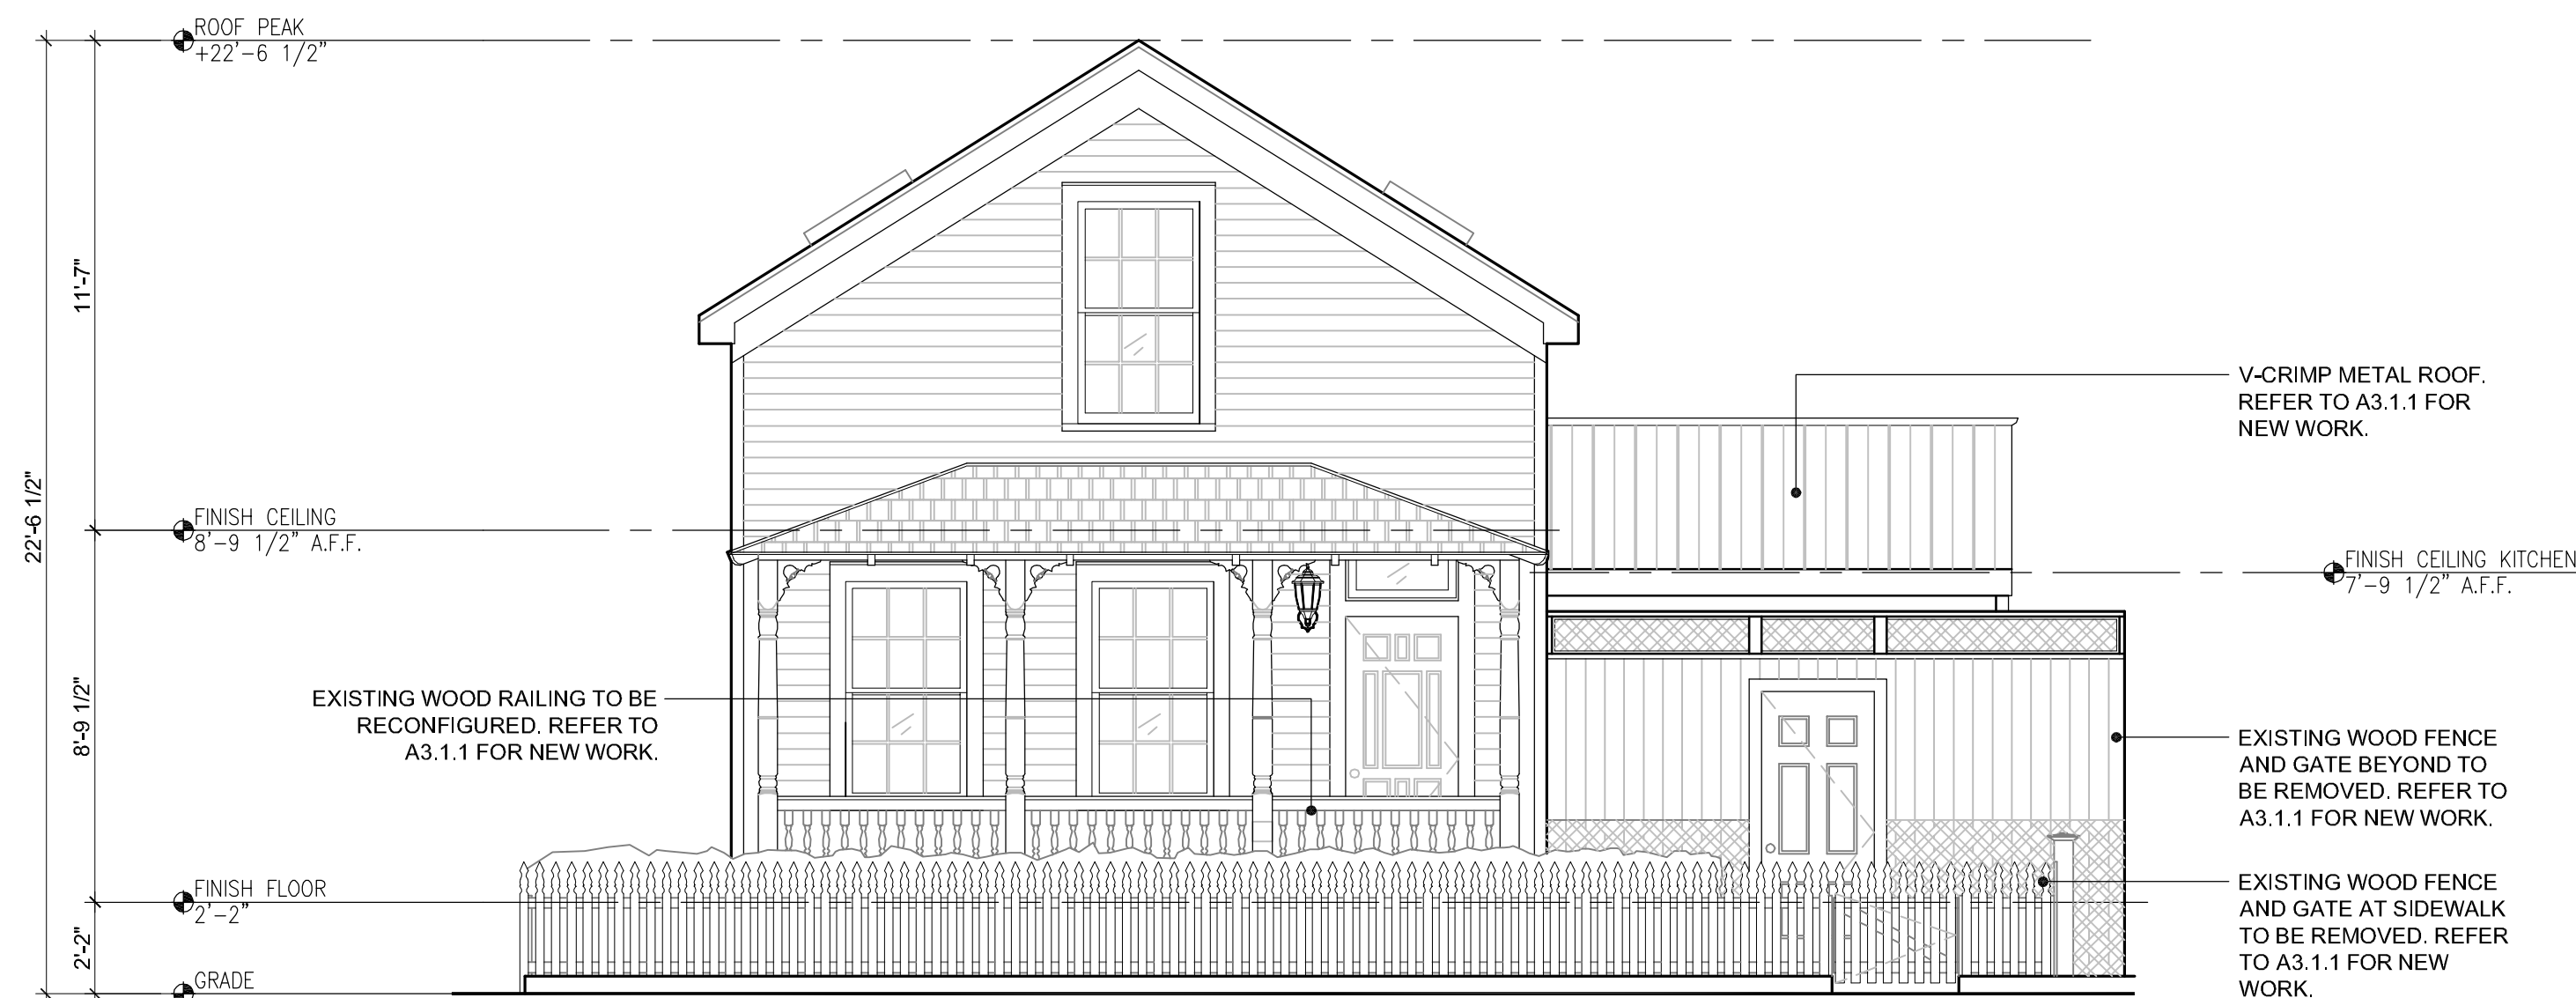 ROOF PEAK
+22'-6 1/2"
11'-7"
V-CRIMP METAL ROOF.
REFER TO A3.1.1 FOR
NEW WORK.
22'-6 1/2"
FINISH CEILING
8'-9 1/2" A.F.F.
FINISH CEILING KITCHEN
7'-9 1/2" A.F.F.
8'-9 1/2"
EXISTING WOOD RAILING TO BE
RECONFIGURED. REFER TO
A3.1.1 FOR NEW WORK.
EXISTING WOOD FENCE
AND GATE BEYOND TO
BE REMOVED. REFER TO
A3.1.1 FOR NEW WORK.
FINISH FLOOR
2'-2"
EXISTING WOOD FENCE
AND GATE AT SIDEWALK
TO BE REMOVED. REFER
TO A3.1.1 FOR NEW
WORK.
2'-2"
GRADE